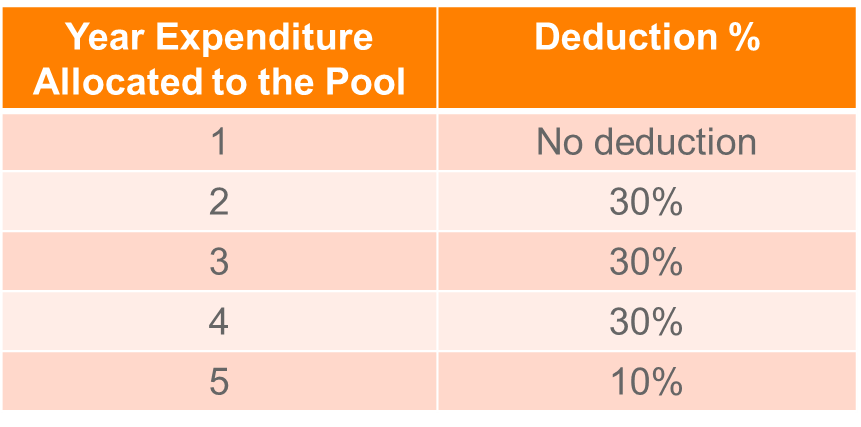 Year Expenditure
Allocated to the Pool
Deduction %
1
No deduction
2
30%
3
30%
4
30%
5
10%